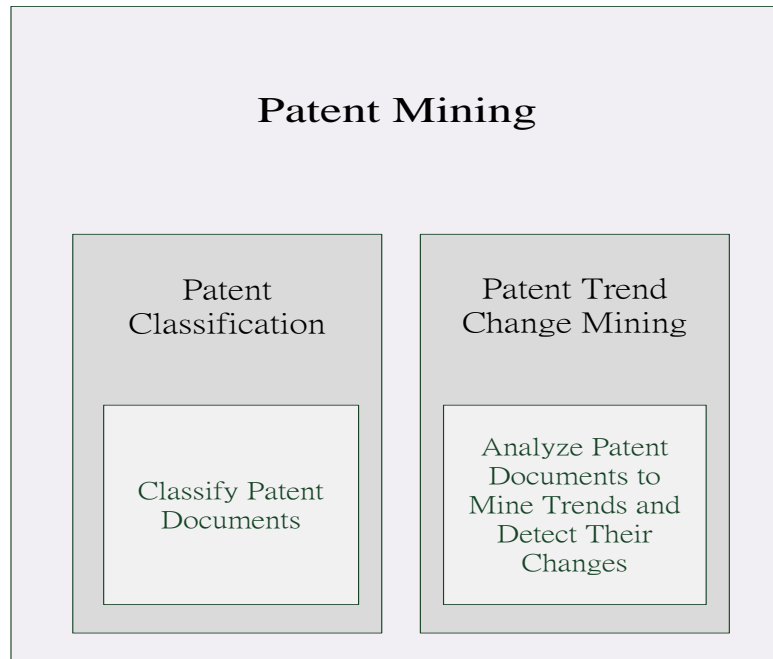 Patent Mining
Patent
Classification
Classify Patent
Documents
Patent Trend
Change Mining
Analyze Patent
Documents to
Mine Trends and
Detect Their
Changes